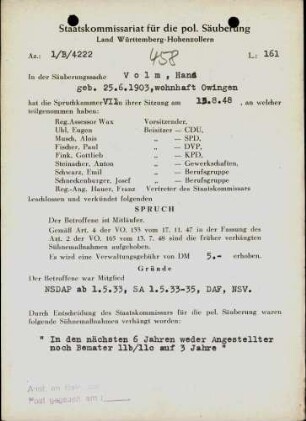 Staatskommissariat für die pol. Säuberung
Land Württemberg-Hohenzollern
Az.: 1/B/4222
458
L.: 161
In der Säuberungssache V o l m , Hans
geb. 25.6.1903, wohnhaft Owingen
hat die Spruchkammer VII in ihrer Sitzung am 13.8.48 , an welcher
teilgenommen haben:
Reg.Assessor Wax Vorsitzender,
Uhl, Eugen Beisitzer — CDU,
Musch, Alois „ — SPD,
Fischer, Paul „ — DVP,
Fink, Gottlieb „ — KPD,
Steinacher, Anton „ — Gewerkschaften,
Schwarz, Emil „ — Berufsgruppe
Schneckenburger, Josef „ — Berufsgruppe
Reg.-Ang. Hauer, Franz Vertreter des Staatskommissars
beschlossen und verkündet folgenden
SPRUCH
Der Betroffene ist Mitläufer.
Gemäß Art. 4 der VO 153 vom 17. 11. 47 in der Fassung des
Art. 2 der VO. 165 vom 13. 7. 48 sind die früher verhängten
Sühnemaßnahmen aufgehoben.
Es wird eine Verwaltungsgebühr von DM 5.- erhoben.
Gründe
Der Betroffene war Mitglied
NSDAP ab 1.5.33, SA 1.5.33-35, DAF, NSV.
Durch Entscheidung des Staatskommissars für die pol. Säuberung waren
folgende Sühnemaßnahmen verhängt worden:
" In den nächsten 6 Jahren weder Angestellter
noch Beamter 11b/11c auf 3 Jahre "